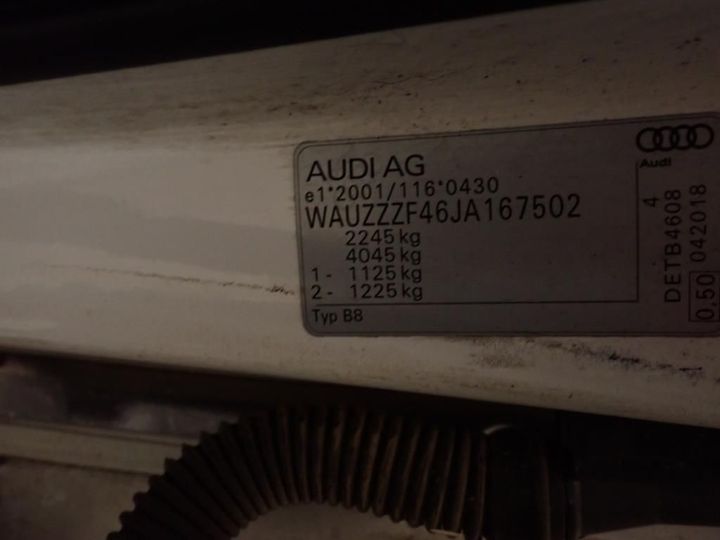 AUDI AG
e1*2001/116*0430
WAUZZZF46JA167502
2245 kg
4045 kg
1- 1125 kg
2- 1225 kg
Typ B8
Audi
4
DETB4608
042018
0.50